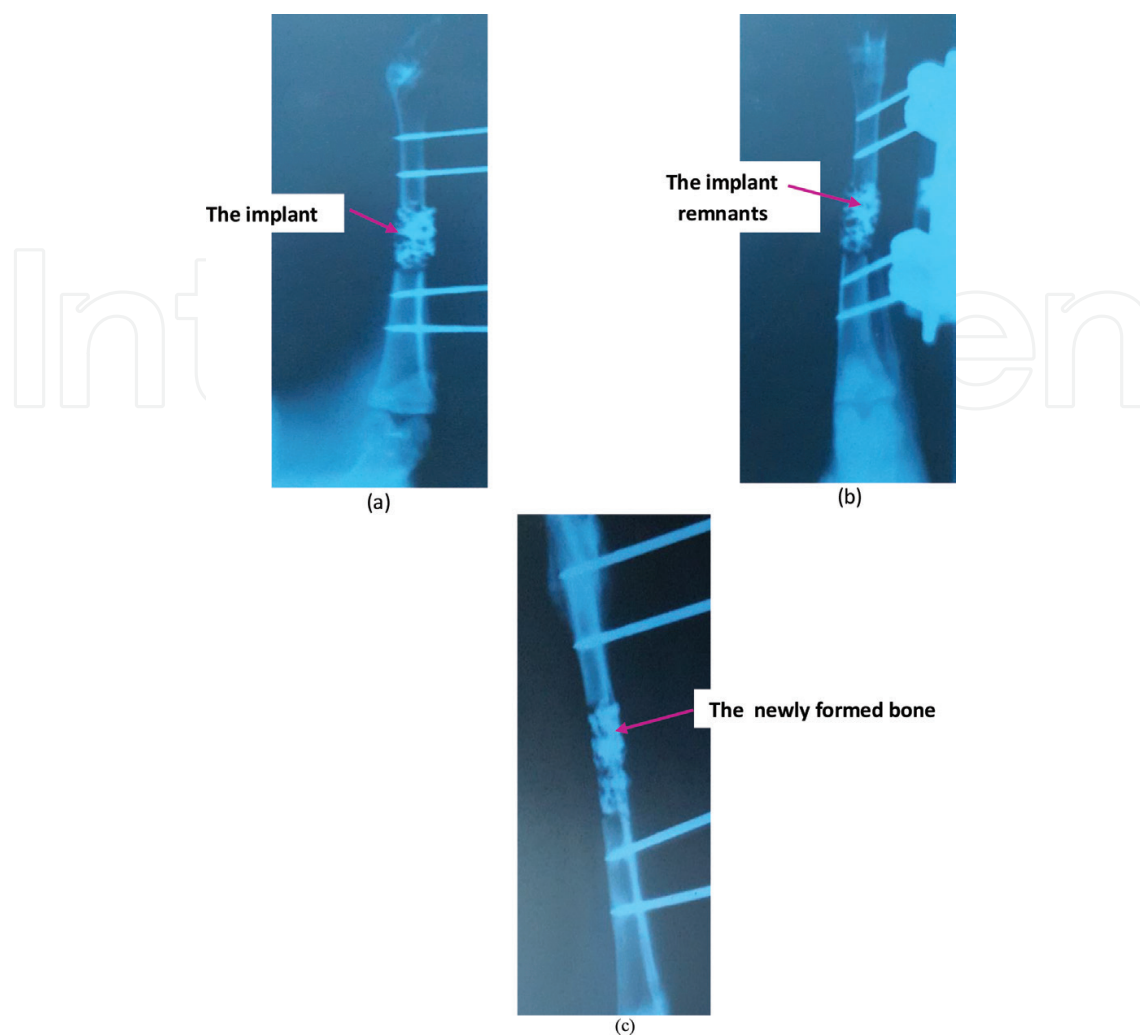 The implant
The implant
remnants
(a)
(b)
The newly formed bone
(c)